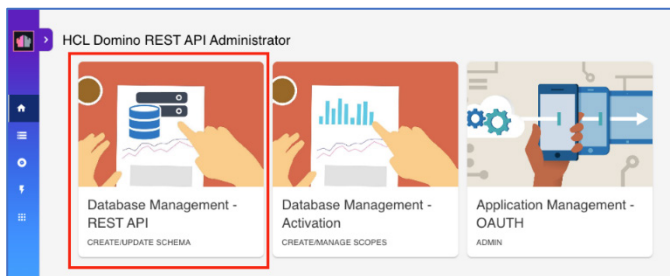 HCL Domino REST API Administrator
Database Management -
REST API
CREATE/UPDATE SCHEMA
Database Management -
Activation
CREATE/MANAGE SCOPES
Application Management -
OAUTH
ADMIN